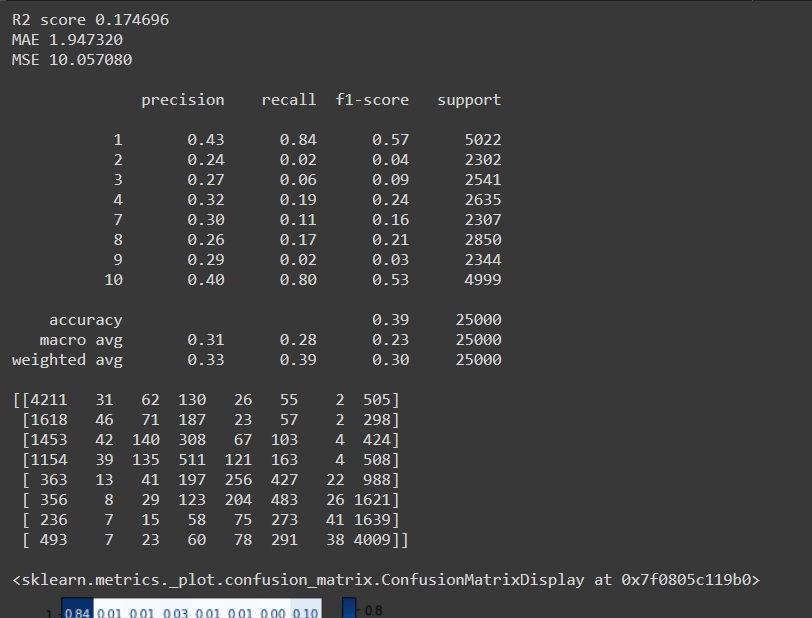 R2 score 0.174696
MAE 1.947320
MSE 10.057080
precision recall f1-score support
1 0.43 0.84 0.57 5022
2 0.24 0.02 0.04 2302
3 0.27 0.06 0.09 2541
4 0.32 0.19 0.24 2635
7 0.30 0.11 0.16 2307
8 0.26 0.17 0.21 2850
9 0.29 0.02 0.03 2344
10 0.40 0.80 0.53 4999
accuracy 0.39 25000
macro avg 0.31 0.28 0.23 25000
weighted avg 0.33 0.39 0.30 25000
[[4211 31 62 130 26 55 2 505]
[1618 46 71 187 23 57 2 298]
[1453 42 140 308 67 103 4 424]
[1154 39 135 511 121 163 4 508]
[ 363 13 41 197 256 427 22 988]
[ 356 8 29 123 204 483 26 1621]
[ 236 7 15 58 75 273 41 1639]
[ 493 7 23 60 78 291 38 4009]]
<sklearn.metrics._plot.confusion_matrix.ConfusionMatrixDisplay at 0x7f0805c119b0>
1 0.84 0.01 0.01 0.03 0.01 0.01 0.00 0.10 0.8